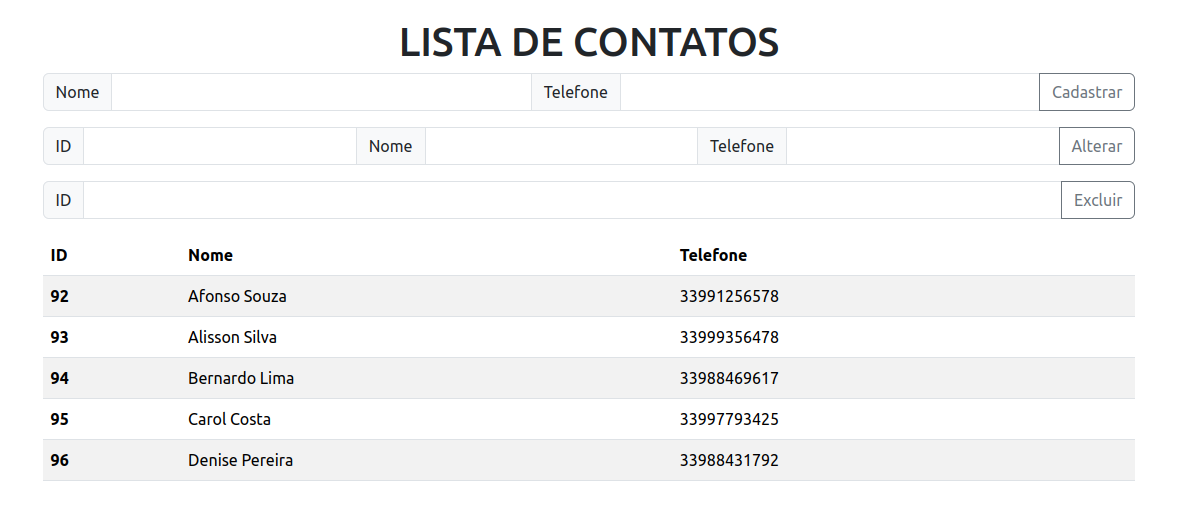 LISTA DE CONTATOS
Nome Telefone Cadastrar
ID Nome Telefone Alterar
ID Excluir
ID Nome Telefone
92 Afonso Souza 33991256578
93 Alisson Silva 33999356478
94 Bernardo Lima 33988469617
95 Carol Costa 33997793425
96 Denise Pereira 33988431792